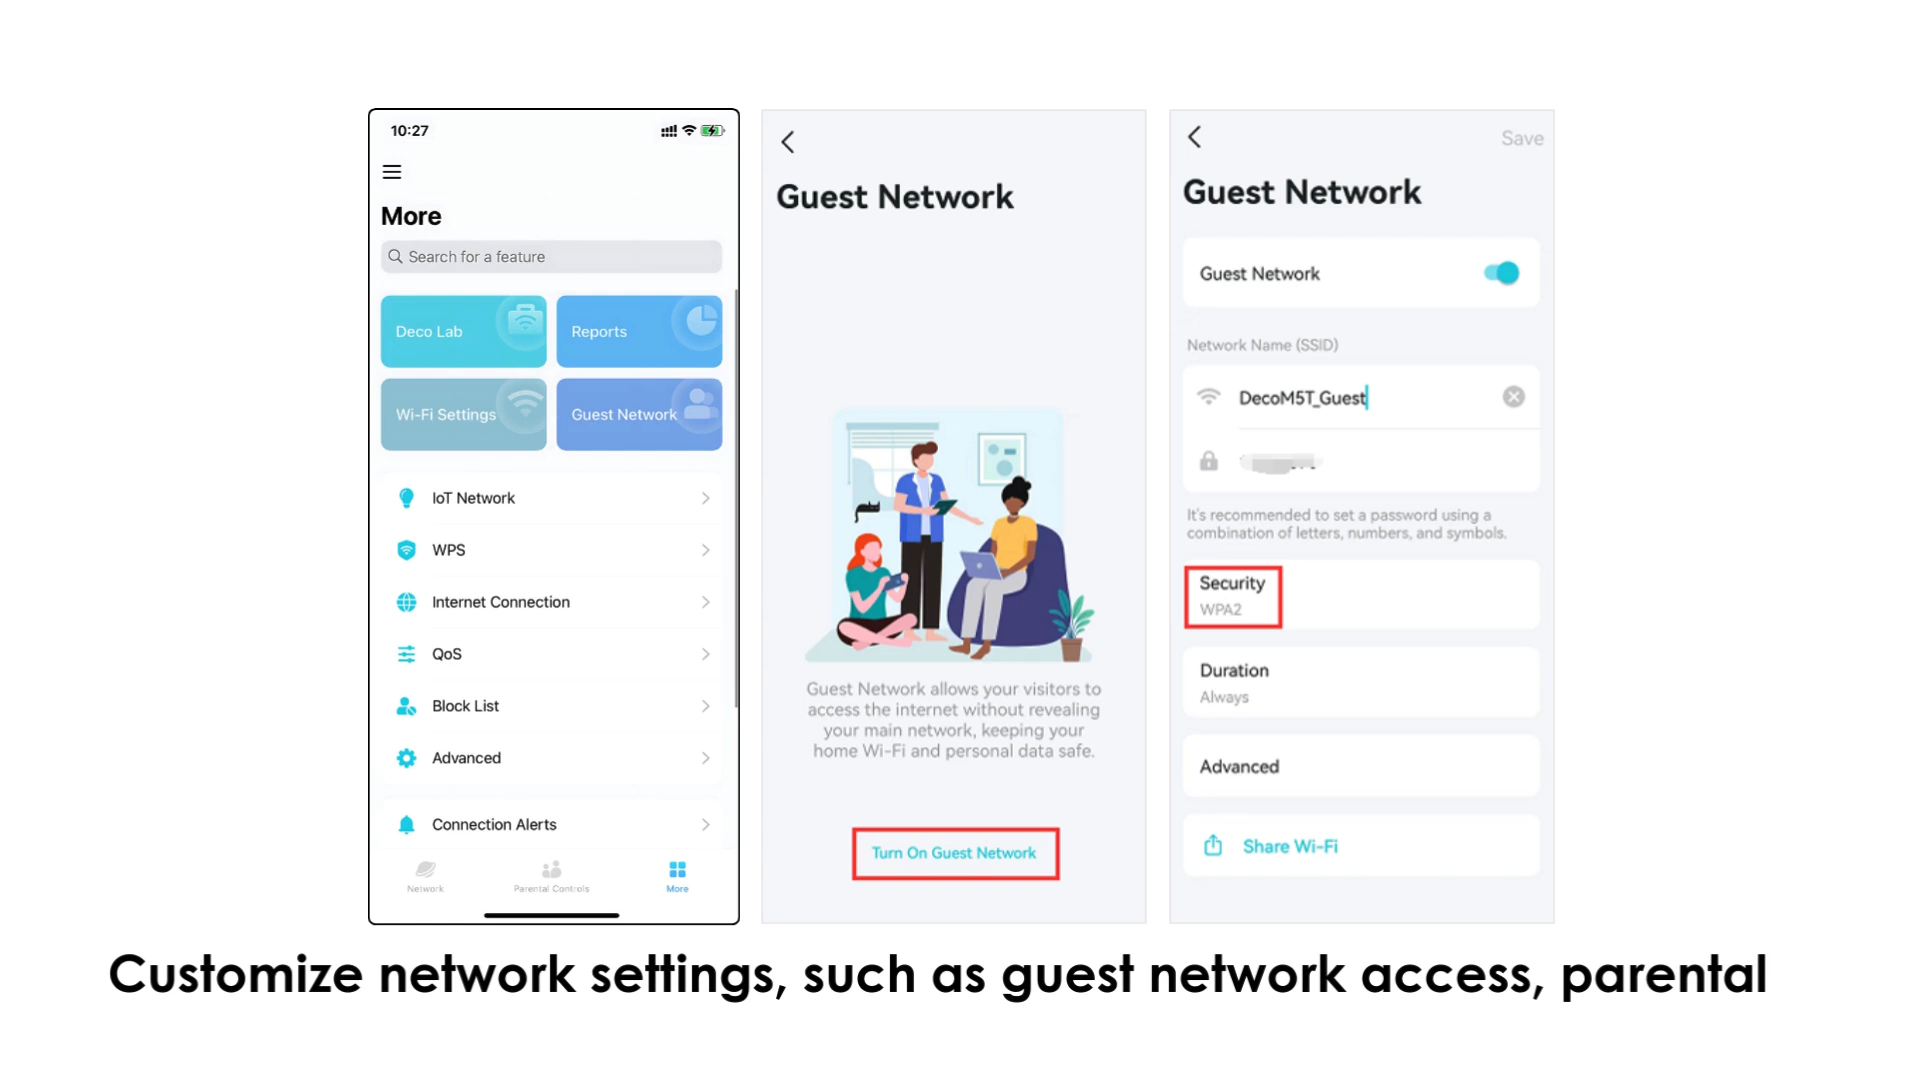 10:27
More
Search for a feature
Deco Lab
Reports
Wi-Fi Settings
Guest Network
IoT Network
WPS
Internet Connection
QoS
Block List
Advanced
Connection Alerts
Network
Parental Controls
More
Guest Network
Guest Network allows your visitors to
access the internet without revealing
your main network, keeping your
home Wi-Fi and personal data safe.
Turn On Guest Network
Save
Guest Network
Guest Network
Network Name (SSID)
DecoM5T_Guest
It's recommended to set a password using a
combination of letters, numbers, and symbols.
Security
WPA2
Duration
Always
Advanced
Share Wi-Fi
Customize network settings, such as guest network access, parental